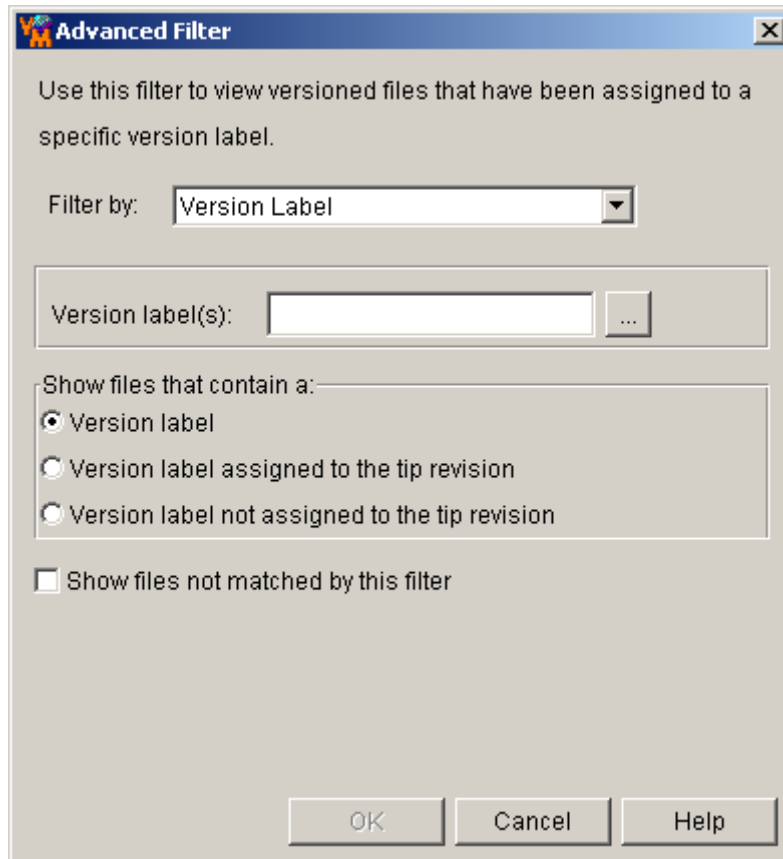 Advanced Filter
Use this filter to view versioned files that have been assigned to a
specific version label.
Filter by: Version Label
Version label(s): ...
Show files that contain a:
Version label
Version label assigned to the tip revision
Version label not assigned to the tip revision
Show files not matched by this filter
OK Cancel Help